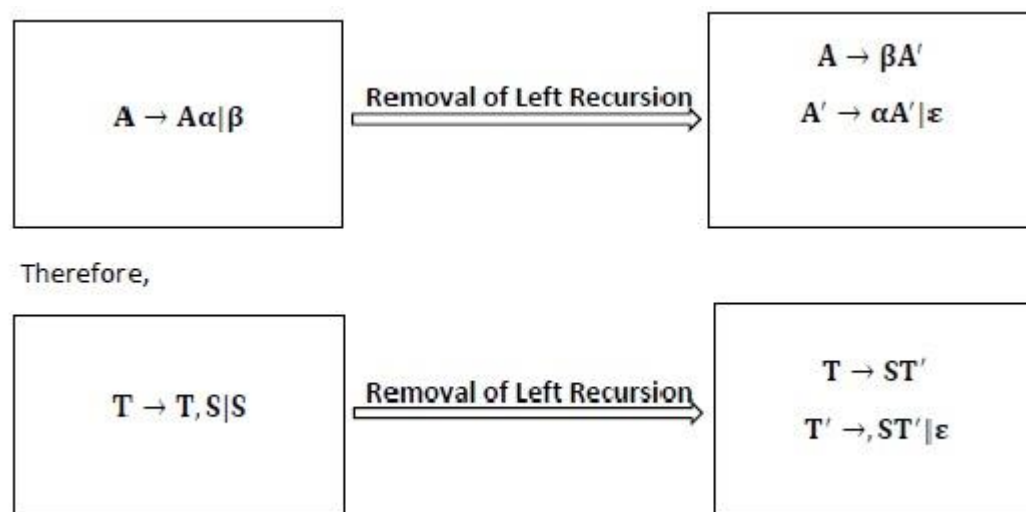 A → Aα|β
Removal of Left Recursion
A → βA′
A′ → αA′|ε
Therefore,
T → T, S|S
Removal of Left Recursion
T → ST′
T′ →, ST′|ε